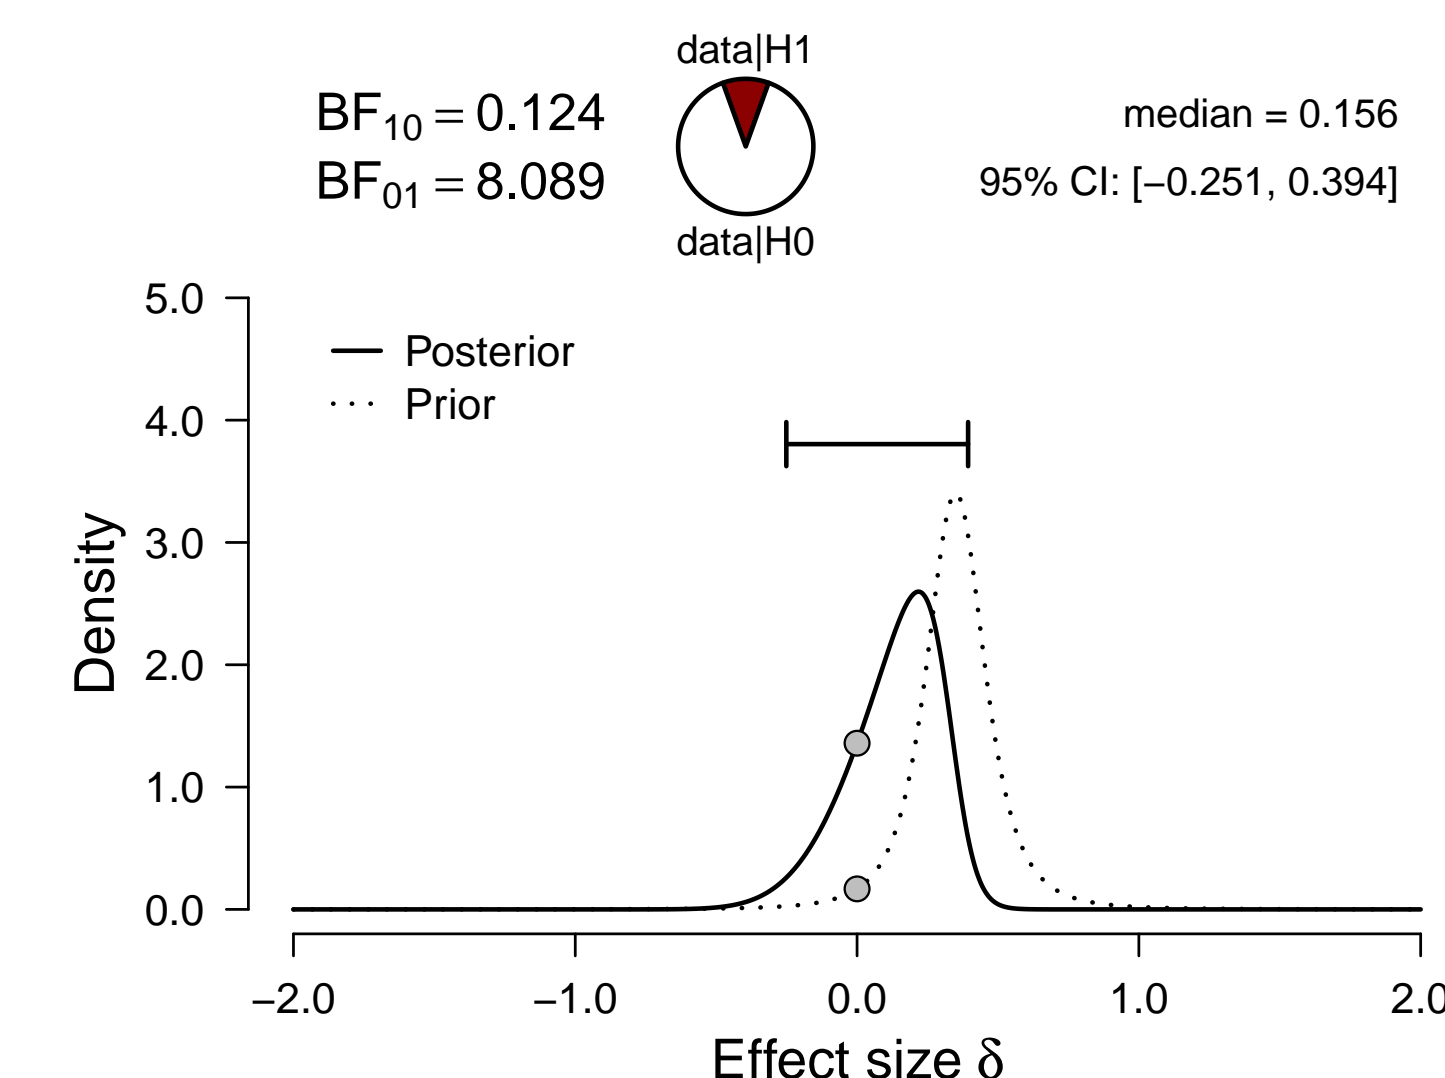 data|H1
BF10 = 0.124
BF01 = 8.089
median = 0.156
95% CI: [−0.251, 0.394]
data|H0
Posterior
Prior
5.0
4.0
3.0
2.0
1.0
0.0
Density
−2.0 −1.0 0.0 1.0 2.0
Effect size δ